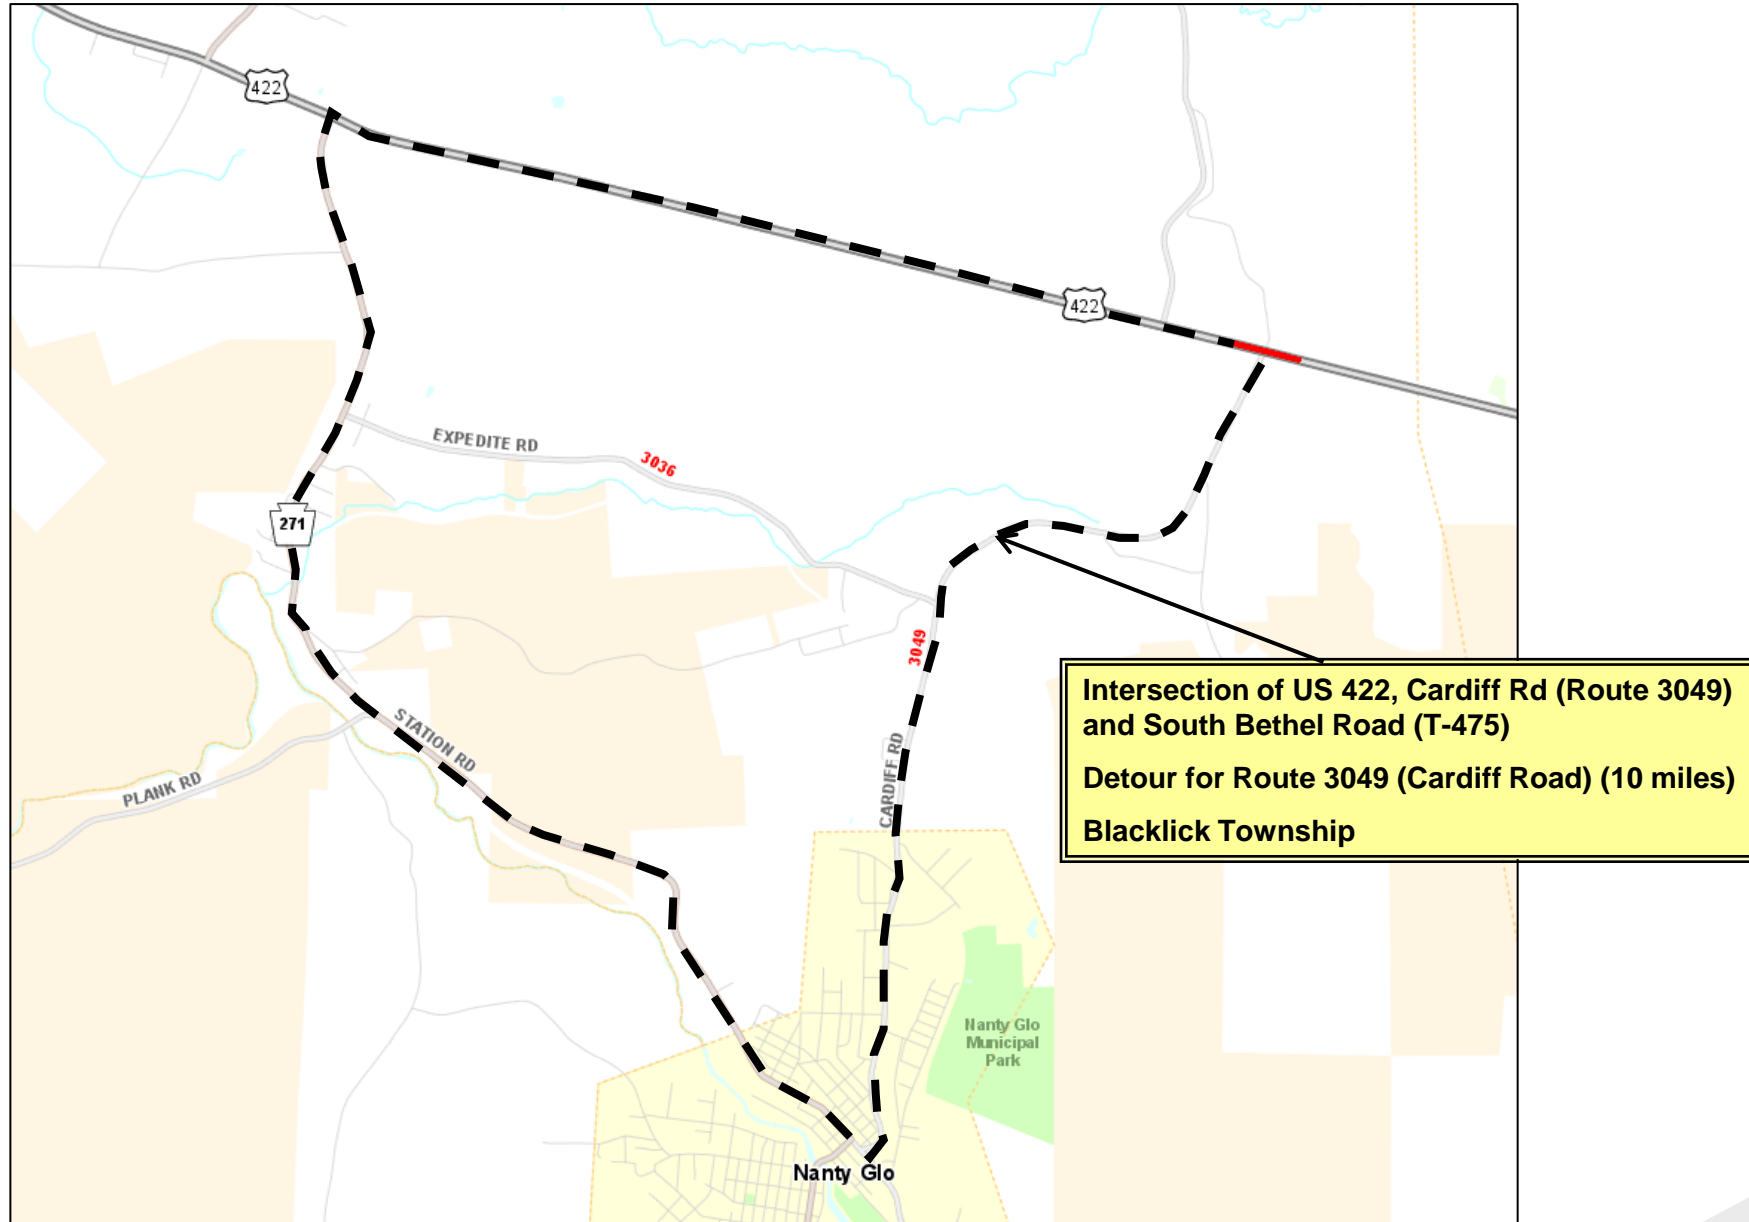 422
422
EXPEDITE RD
3036
271
3049
STATION RD
PLANK RD
CARDIFF RD
Intersection of US 422, Cardiff Rd (Route 3049)
and South Bethel Road (T-475)
Detour for Route 3049 (Cardiff Road) (10 miles)
Blacklick Township
Nanty Glo
Municipal
Park
Nanty Glo